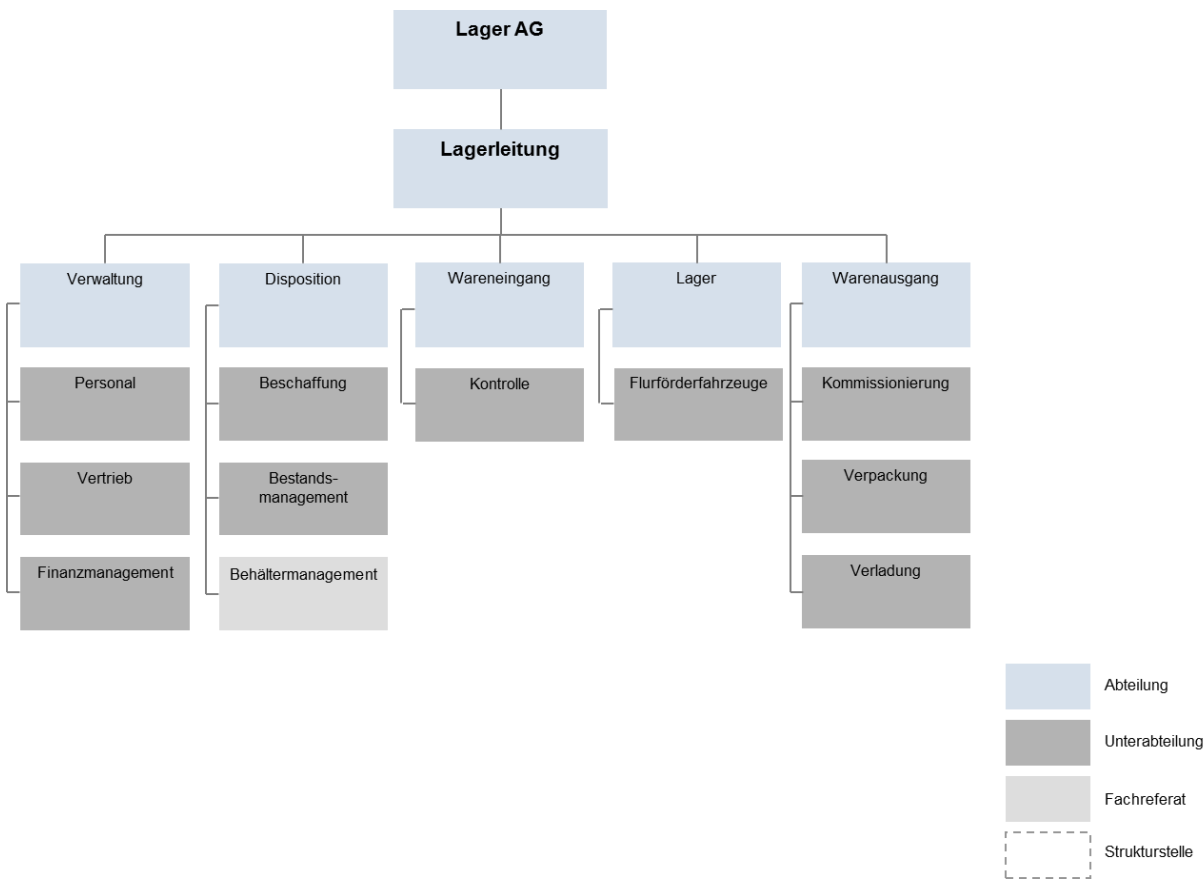 Lager AG
Lagerleitung
Verwaltung
Disposition
Wareneingang
Lager
Warenausgang
Personal
Beschaffung
Kontrolle
Flurförderfahrzeuge
Kommissionierung
Vertrieb
Bestands-
management
Verpackung
Finanzmanagement
Behältermanagement
Verladung
Abteilung
Unterabteilung
Fachreferat
Strukturstelle